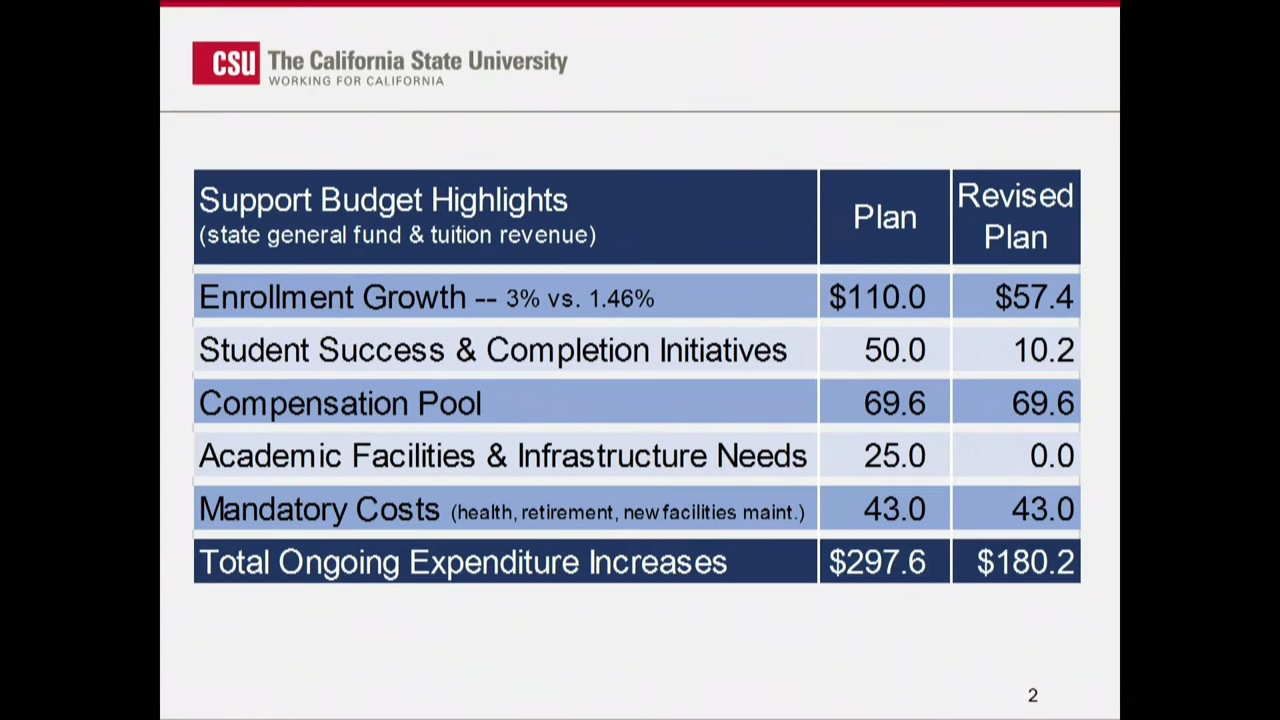 CSU The California State University
WORKING FOR CALIFORNIA
Support Budget Highlights
(state general fund & tuition revenue)
Plan
Revised
Plan
Enrollment Growth -- 3% vs. 1.46% $110.0 $57.4
Student Success & Completion Initiatives 50.0 10.2
Compensation Pool 69.6 69.6
Academic Facilities & Infrastructure Needs 25.0 0.0
Mandatory Costs (health, retirement, new facilities maint.) 43.0 43.0
Total Ongoing Expenditure Increases $297.6 $180.2
2